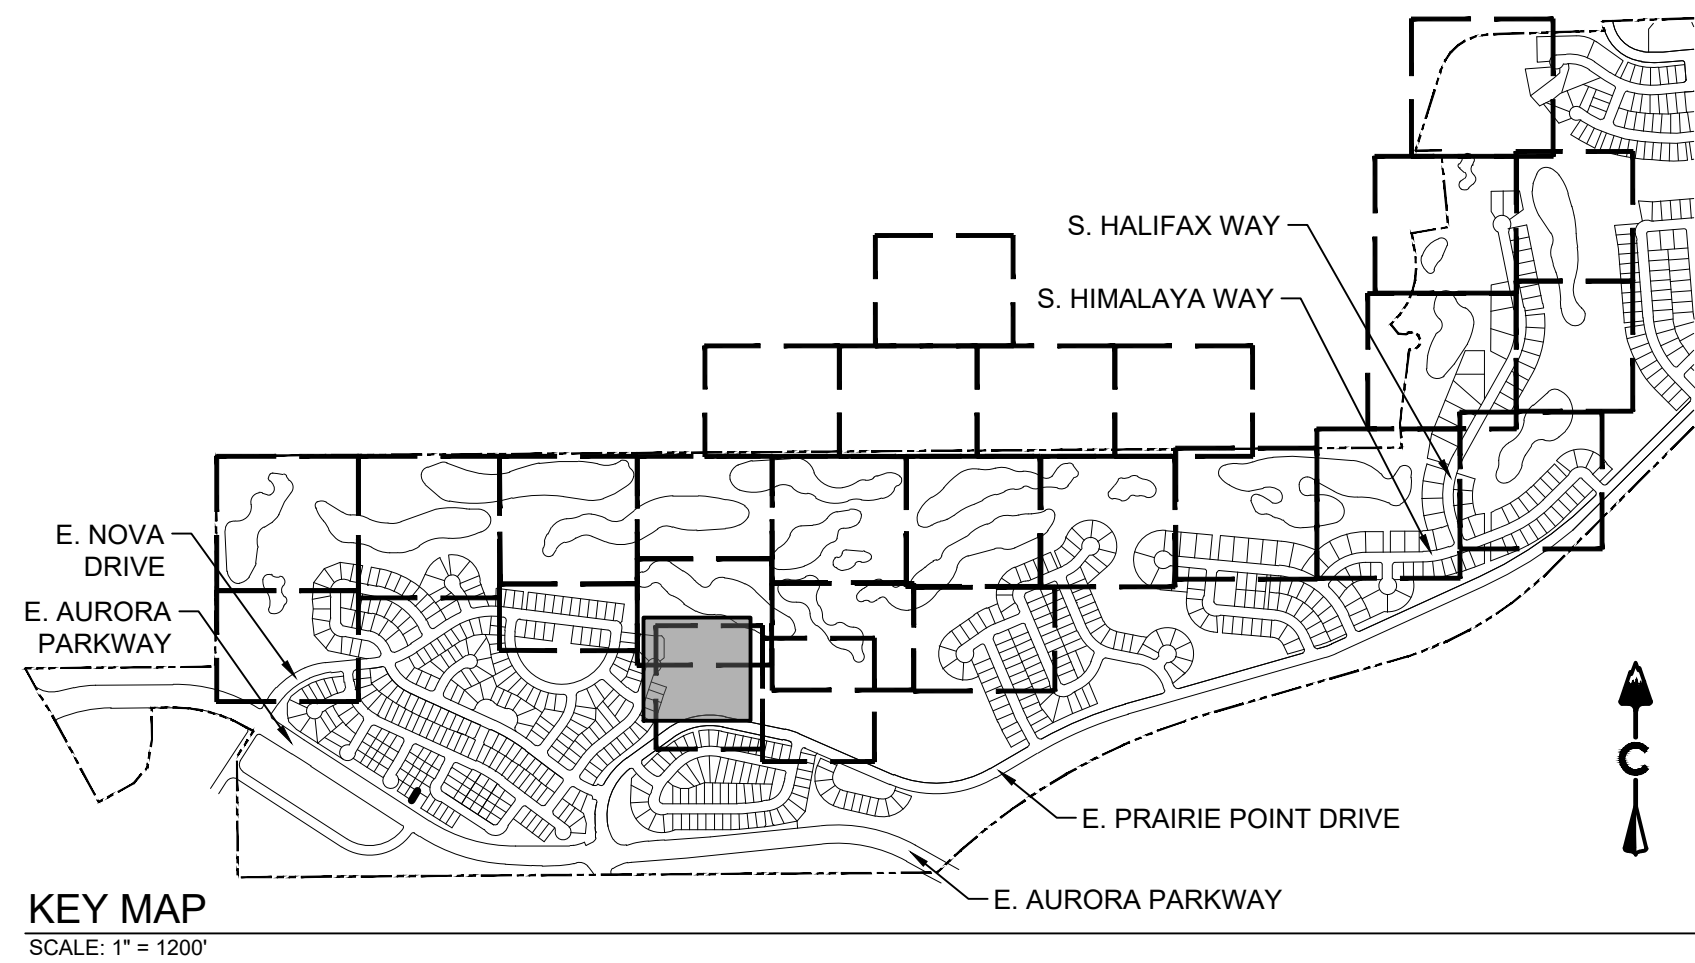 S. HALIFAX WAY
S. HIMALAYA WAY
E. NOVA
DRIVE
E. AURORA
PARKWAY
E. PRAIRIE POINT DRIVE
E. AURORA PARKWAY
C
KEY MAP
SCALE: 1" = 1200'